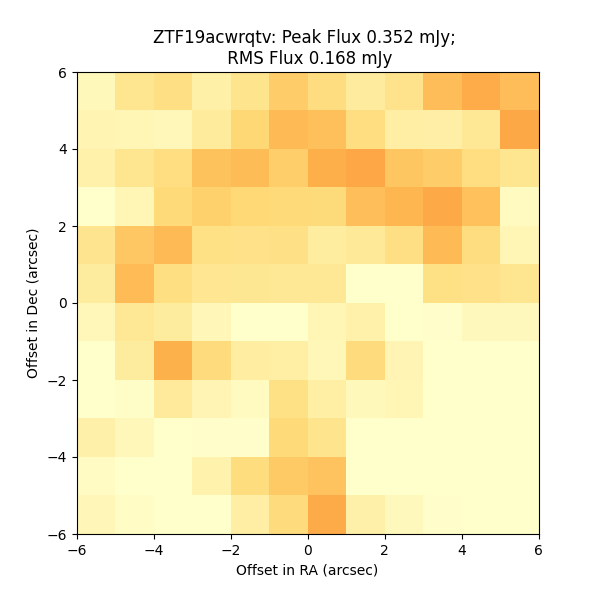 ZTF19acwrqtv: Peak Flux 0.352 mJy;
RMS Flux 0.168 mJy
6
4
2
0
−2
−4
−6
Offset in Dec (arcsec)
−6 −4 −2 0 2 4 6
Offset in RA (arcsec)